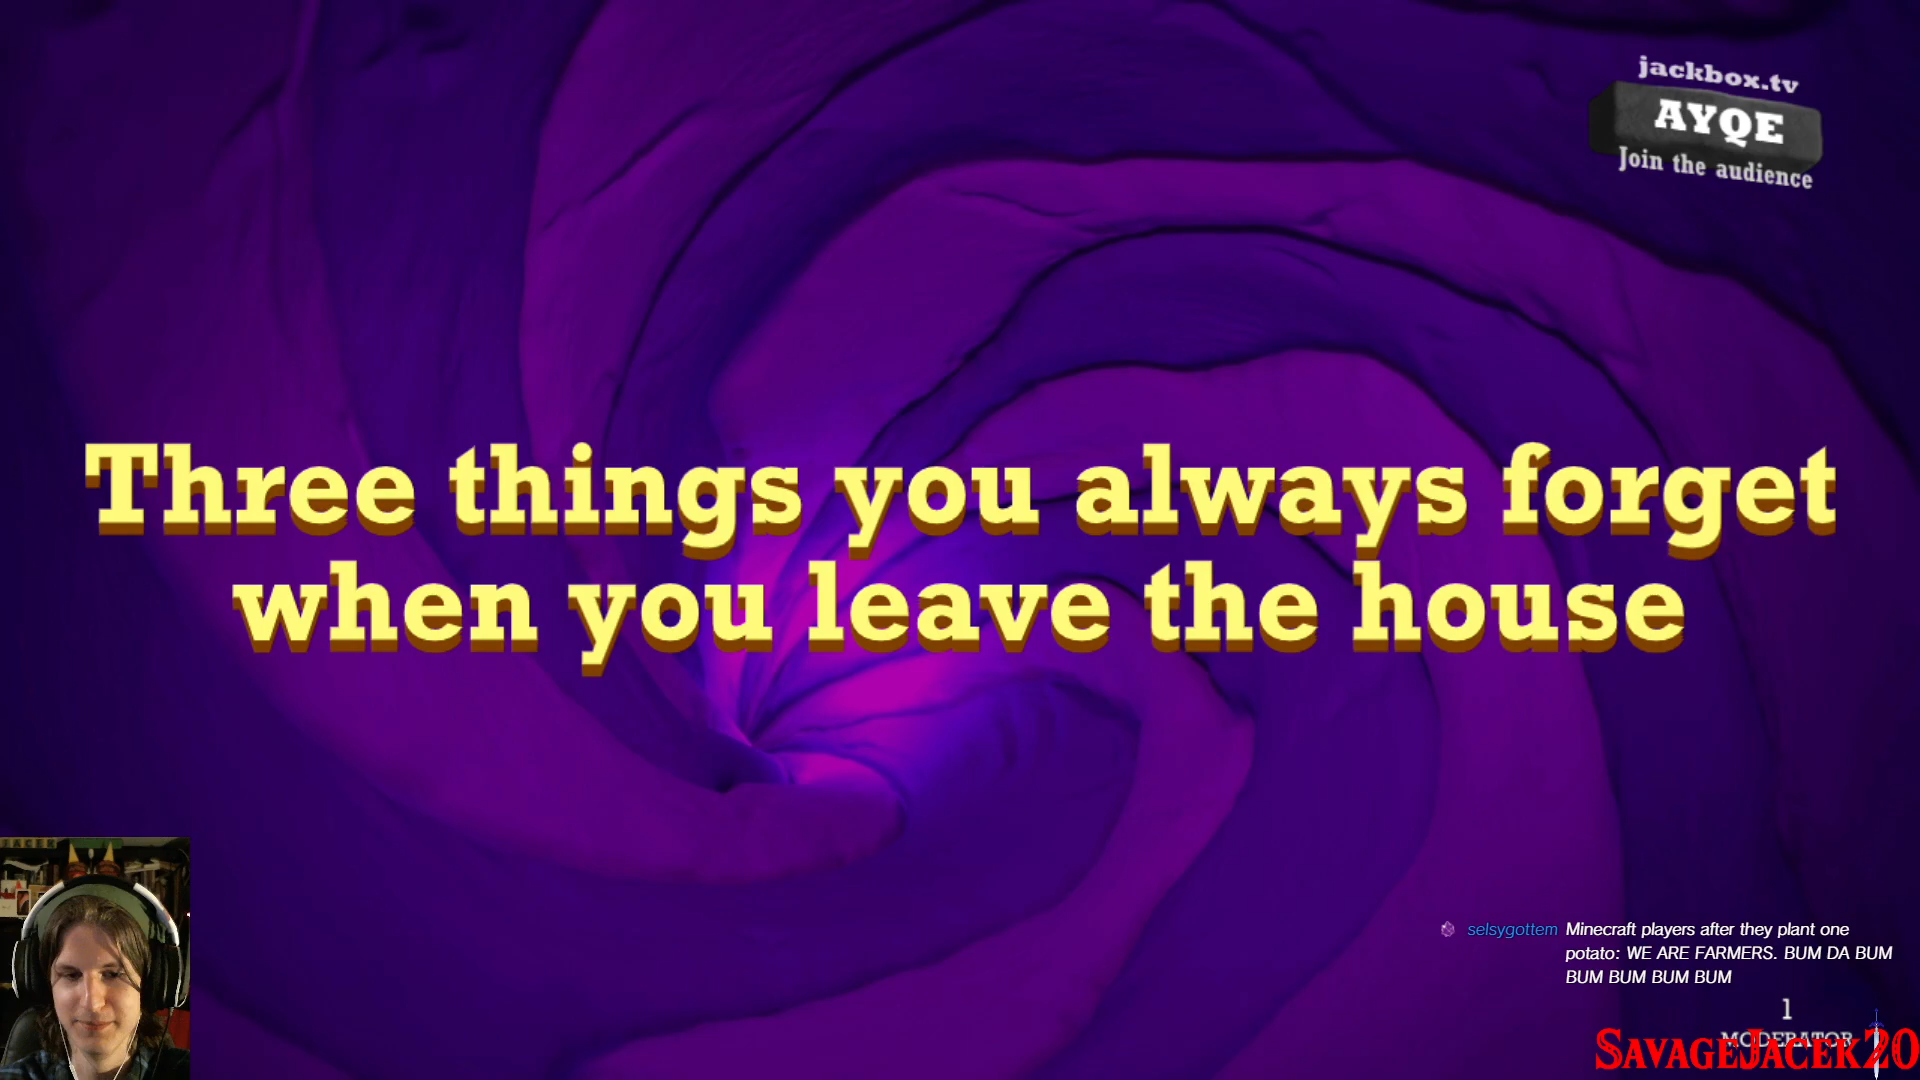 jackbox.tv
AYQE
Join the audience
Three things you always forget
when you leave the house
selsygottem Minecraft players after they plant one
potato: WE ARE FARMERS. BUM DA BUM
BUM BUM BUM BUM
1
MODERATOR
SAVAGEJACEK20